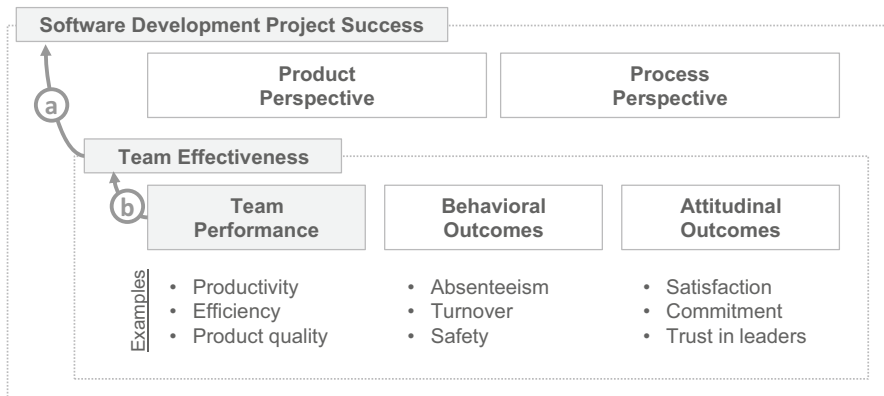 Software Development Project Success
Product
Perspective
Process
Perspective
a
Team Effectiveness
b
Team
Performance
Behavioral
Outcomes
Attitudinal
Outcomes
Examples
• Productivity
• Efficiency
• Product quality
• Absenteeism
• Turnover
• Safety
• Satisfaction
• Commitment
• Trust in leaders